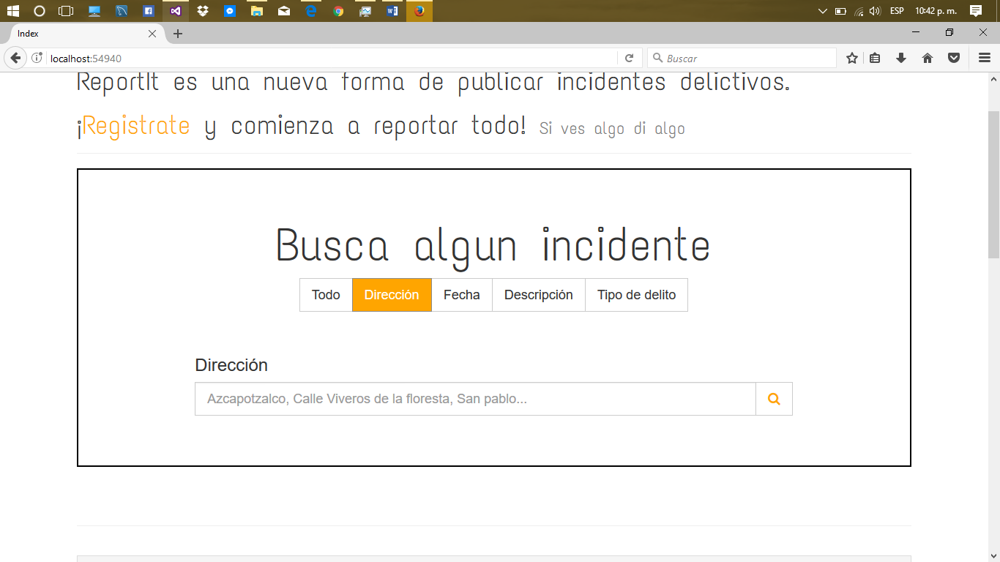 ESP 10:42 p. m.
Index
localhost:54940 Buscar
ReportIt es una nueva forma de publicar incidentes delictivos.
¡Registrate y comienza a reportar todo! Si ves algo di algo
Busca algun incidente
Todo Dirección Fecha Descripción Tipo de delito
Dirección
Azcapotzalco, Calle Viveros de la floresta, San pablo...